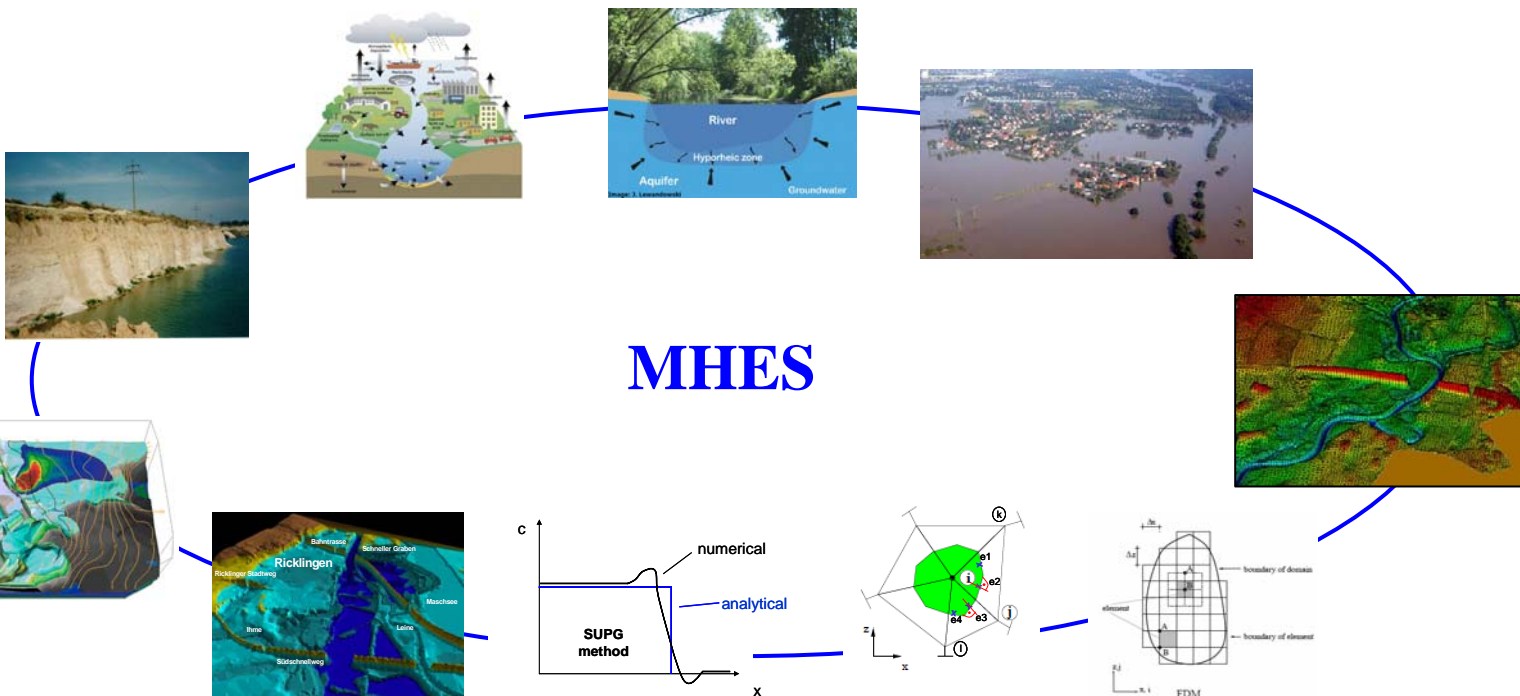 River
Hyporheic zone
Aquifer
Groundwater
Image: J. Lewandowski
MHES
Bahntrasse
Schneller Graben
Ricklingen
Ricklinger Stadtweg
Maschsee
Ihme
Leine
Südschnellweg
c
numerical
analytical
SUPG
method
x
k
e1
i
e2
j
e3
e4
l
z
x
Δx
Δz
A
B
boundary of domain
element
A
B
boundary of element
z, j
x, i
FDM